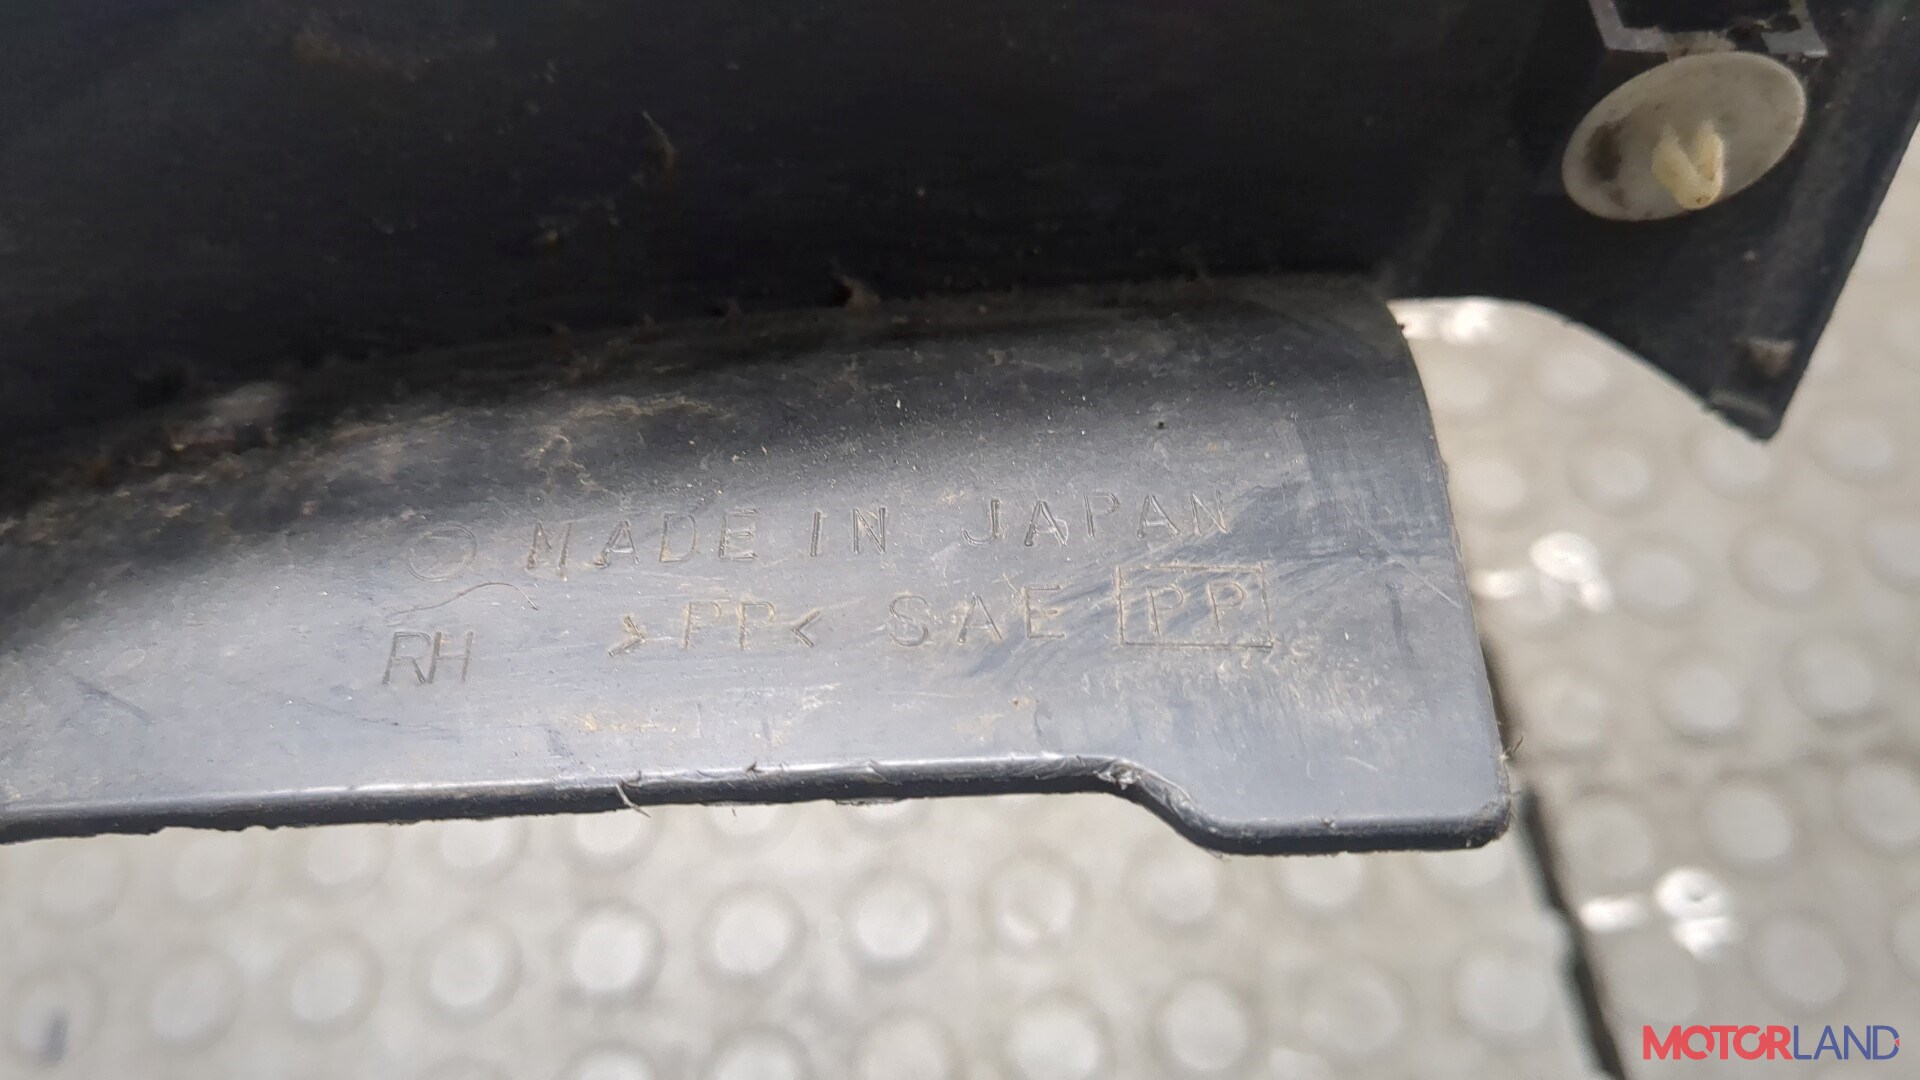 MADE IN JAPAN
RH >PP< SAE PP
MOTORLAND